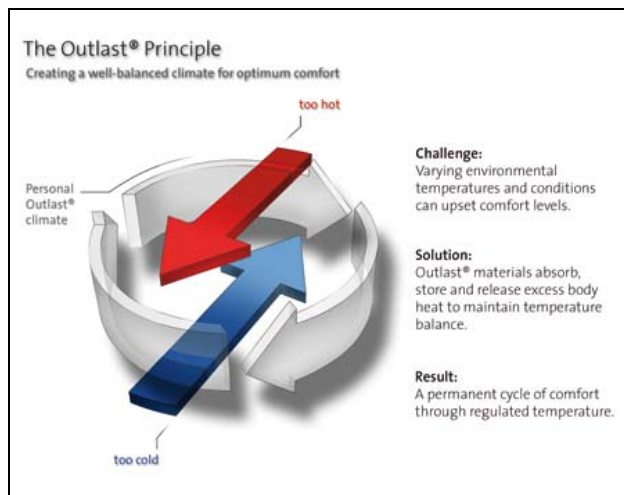 The Outlast® Principle
Creating a well-balanced climate for optimum comfort
too hot
Personal
Outlast®
climate
too cold
Challenge:
Varying environmental
temperatures and conditions
can upset comfort levels.
Solution:
Outlast® materials absorb,
store and release excess body
heat to maintain temperature
balance.
Result:
A permanent cycle of comfort
through regulated temperature.